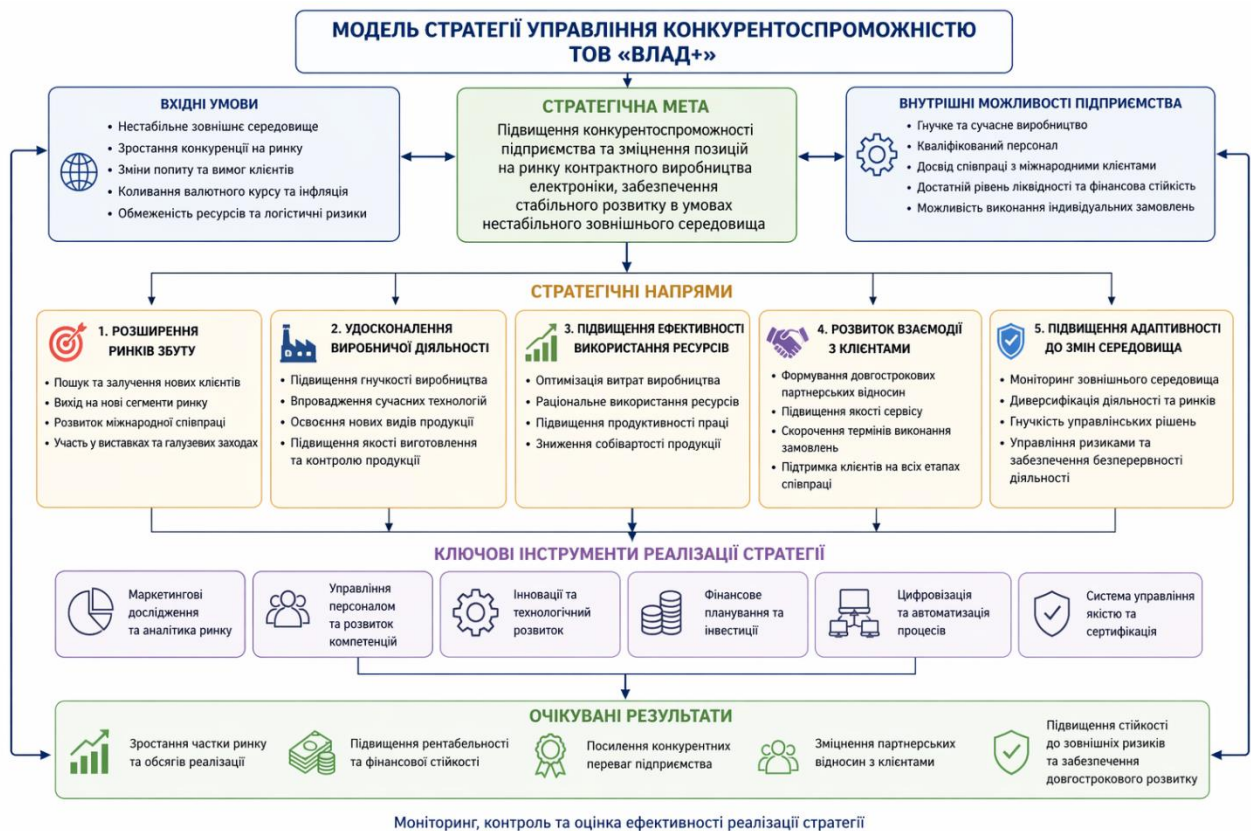 МОДЕЛЬ СТРАТЕГІЇ УПРАВЛІННЯ КОНКУРЕНТОСПРОМОЖНІСТЮ
ТОВ «ВЛАД+»
ВХІДНІ УМОВИ
• Нестабільне зовнішнє середовище
• Зростання конкуренції на ринку
• Зміни попиту та вимог клієнтів
• Коливання валютного курсу та інфляція
• Обмеженість ресурсів та логістичні ризики
СТРАТЕГІЧНА МЕТА
Підвищення конкурентоспроможності
підприємства та зміцнення позицій
на ринку контрактного виробництва
електроніки, забезпечення
стабільного розвитку в умовах
нестабільного зовнішнього середовища
ВНУТРІШНІ МОЖЛИВОСТІ ПІДПРИЄМСТВА
• Гнучке та сучасне виробництво
• Кваліфікований персонал
• Досвід співпраці з міжнародними клієнтами
• Достатній рівень ліквідності та фінансова стійкість
• Можливість виконання індивідуальних замовлень
СТРАТЕГІЧНІ НАПРЯМИ
1. РОЗШИРЕННЯ
РИНКІВ ЗБУТУ
• Пошук та залучення нових клієнтів
• Вихід на нові сегменти ринку
• Розвиток міжнародної співпраці
• Участь у виставках та галузевих заходах
2. УДОСКОНАЛЕННЯ
ВИРОБНИЧОЇ ДІЯЛЬНОСТІ
• Підвищення гнучкості виробництва
• Впровадження сучасних технологій
• Освоєння нових видів продукції
• Підвищення якості виготовлення
та контролю продукції
3. ПІДВИЩЕННЯ ЕФЕКТИВНОСТІ
ВИКОРИСТАННЯ РЕСУРСІВ
• Оптимізація витрат виробництва
• Раціональне використання ресурсів
• Підвищення продуктивності праці
• Зниження собівартості продукції
4. РОЗВИТОК ВЗАЄМОДІЇ
З КЛІЄНТАМИ
• Формування довгострокових
партнерських відносин
• Підвищення якості сервісу
• Скорочення термінів виконання
замовлень
• Підтримка клієнтів на всіх етапах
співпраці
5. ПІДВИЩЕННЯ АДАПТИВНОСТІ
ДО ЗМІН СЕРЕДОВИЩА
• Моніторинг зовнішнього середовища
• Диверсифікація діяльності та ринків
• Гнучкість управлінських рішень
• Управління ризиками та
забезпечення безперервності
діяльності
КЛЮЧОВІ ІНСТРУМЕНТИ РЕАЛІЗАЦІЇ СТРАТЕГІЇ
Маркетингові
дослідження
та аналітика ринку
Управління
персоналом
та розвиток
компетенцій
Інновації та
технологічний
розвиток
Фінансове
планування та
інвестиції
Цифровізація
та автоматизація
процесів
Система управління
якістю та
сертифікація
ОЧІКУВАНІ РЕЗУЛЬТАТИ
Зростання частки ринку
та обсягів реалізації
Підвищення рентабельності
та фінансової стійкості
Посилення конкурентних
переваг підприємства
Зміцнення партнерських
відносин з клієнтами
Підвищення стійкості
до зовнішніх ризиків
та забезпечення
довгострокового розвитку
Моніторинг, контроль та оцінка ефективності реалізації стратегії